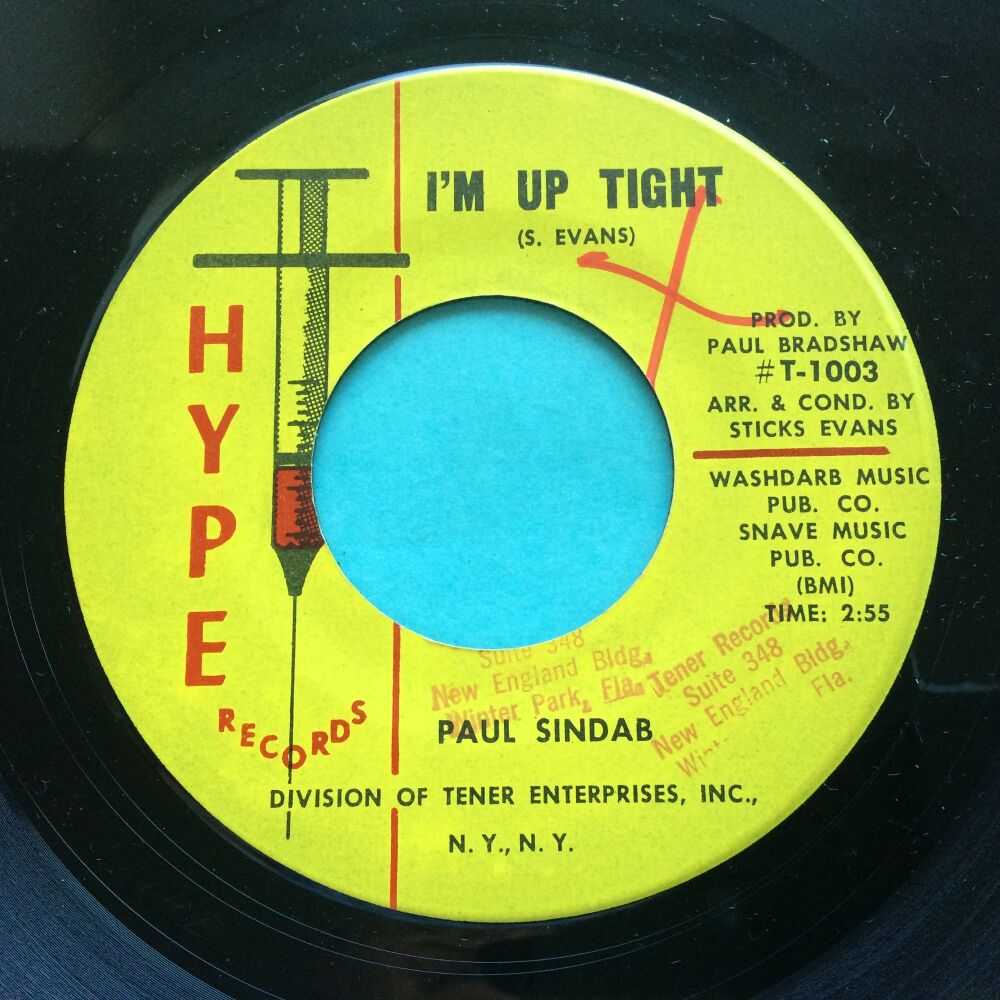 I'M UP TIGHT
(S. EVANS)
HYPE
RECORDS
PROD. BY
PAUL BRADSHAW
#T-1003
ARR. & COND. BY
STICKS EVANS
WASHDARB MUSIC
PUB. CO.
SNAVE MUSIC
PUB. CO.
(BMI)
TIME: 2:55
Suite 348
New England Bldg.
Winter Park, Fla.
Tener Records
Suite 348
New England Bldg.
Fla.
PAUL SINDAB
DIVISION OF TENER ENTERPRISES, INC.,
N. Y., N. Y.